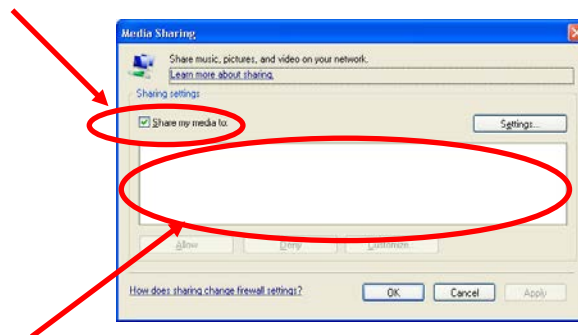 Media Sharing
Share music, pictures, and video on your network.
Learn more about sharing.
Sharing settings
Share my media to:
Settings...
Allow
Deny
Customize...
How does sharing change firewall settings?
OK
Cancel
Apply